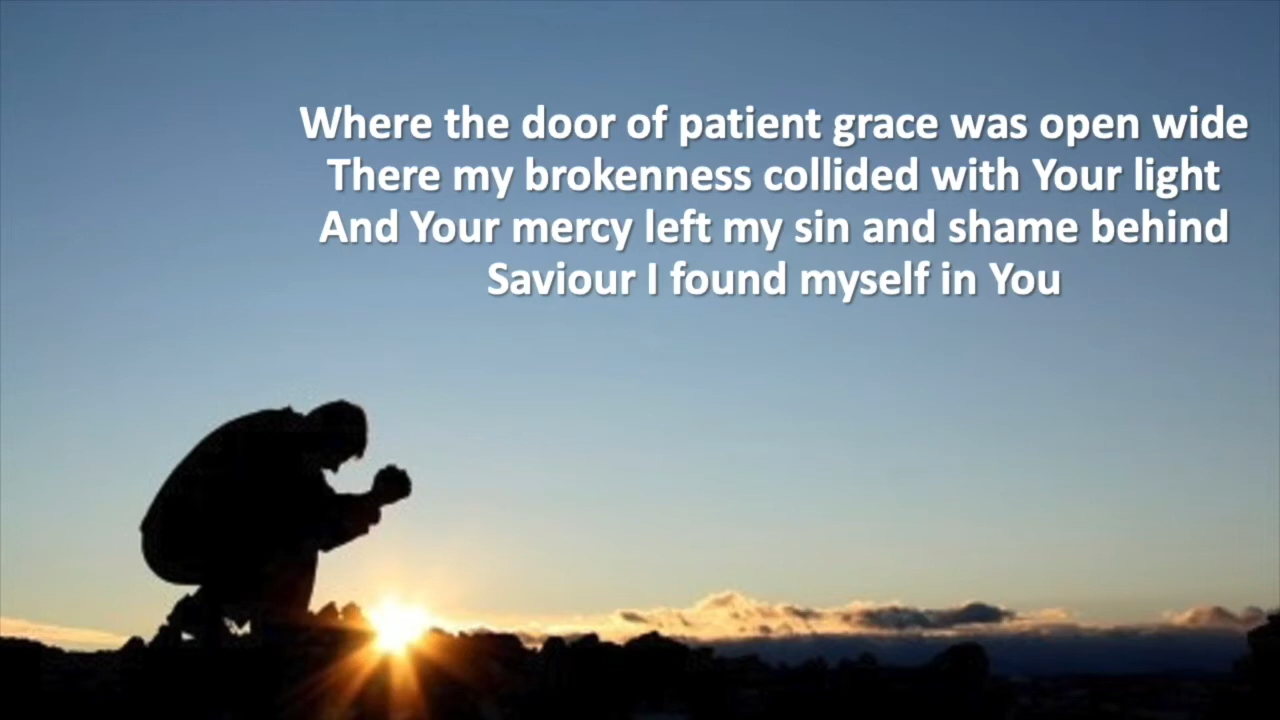 Where the door of patient grace was open wide
There my brokenness collided with Your light
And Your mercy left my sin and shame behind
Saviour I found myself in You